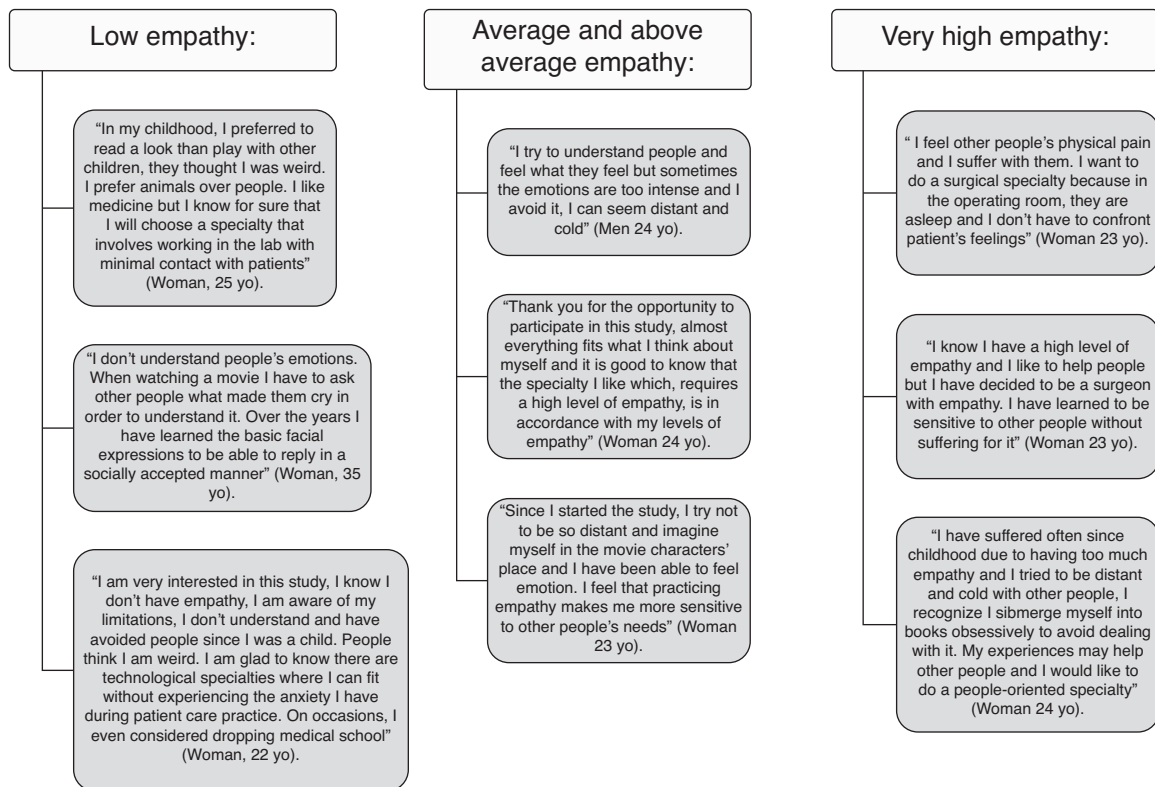 Low empathy:
“In my childhood, I preferred to
read a look than play with other
children, they thought I was weird.
I prefer animals over people. I like
medicine but I know for sure that
I will choose a specialty that
involves working in the lab with
minimal contact with patients”
(Woman, 25 yo).
“I don’t understand people’s emotions.
When watching a movie I have to ask
other people what made them cry in
order to understand it. Over the years I
have learned the basic facial
expressions to be able to reply in a
socially accepted manner” (Woman, 35
yo).
“I am very interested in this study, I know I
don’t have empathy, I am aware of my
limitations, I don’t understand and have
avoided people since I was a child. People
think I am weird. I am glad to know there are
technological specialties where I can fit
without experiencing the anxiety I have
during patient care practice. On occasions, I
even considered dropping medical school”
(Woman, 22 yo).
Average and above
average empathy:
“I try to understand people and
feel what they feel but sometimes
the emotions are too intense and I
avoid it, I can seem distant and
cold” (Men 24 yo).
“Thank you for the opportunity to
participate in this study, almost
everything fits what I think about
myself and it is good to know that
the specialty I like which, requires
a high level of empathy, is in
accordance with my levels of
empathy” (Woman 24 yo).
“Since I started the study, I try not
to be so distant and imagine
myself in the movie characters’
place and I have been able to feel
emotion. I feel that practicing
empathy makes me more sensitive
to other people’s needs” (Woman
23 yo).
Very high empathy:
“ I feel other people’s physical pain
and I suffer with them. I want to
do a surgical specialty because in
the operating room, they are
asleep and I don’t have to confront
patient’s feelings” (Woman 23 yo).
“I know I have a high level of
empathy and I like to help people
but I have decided to be a surgeon
with empathy. I have learned to be
sensitive to other people without
suffering for it” (Woman 23 yo).
“I have suffered often since
childhood due to having too much
empathy and I tried to be distant
and cold with other people, I
recognize I sibmerge myself into
books obsessively to avoid dealing
with it. My experiences may help
other people and I would like to
do a people-oriented specialty”
(Woman 24 yo).